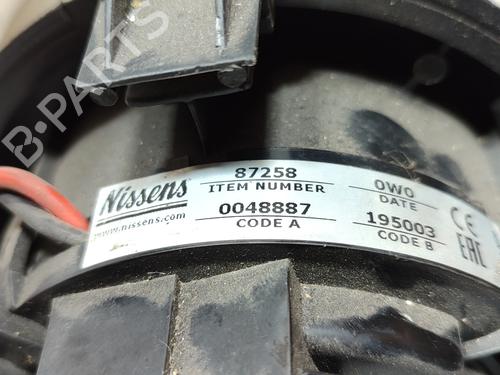 B-PARTS
Nissens
www.nissens.com
87258
ITEM NUMBER
0048887
CODE A
0W0
DATE
195003
CODE B
CE
EAC